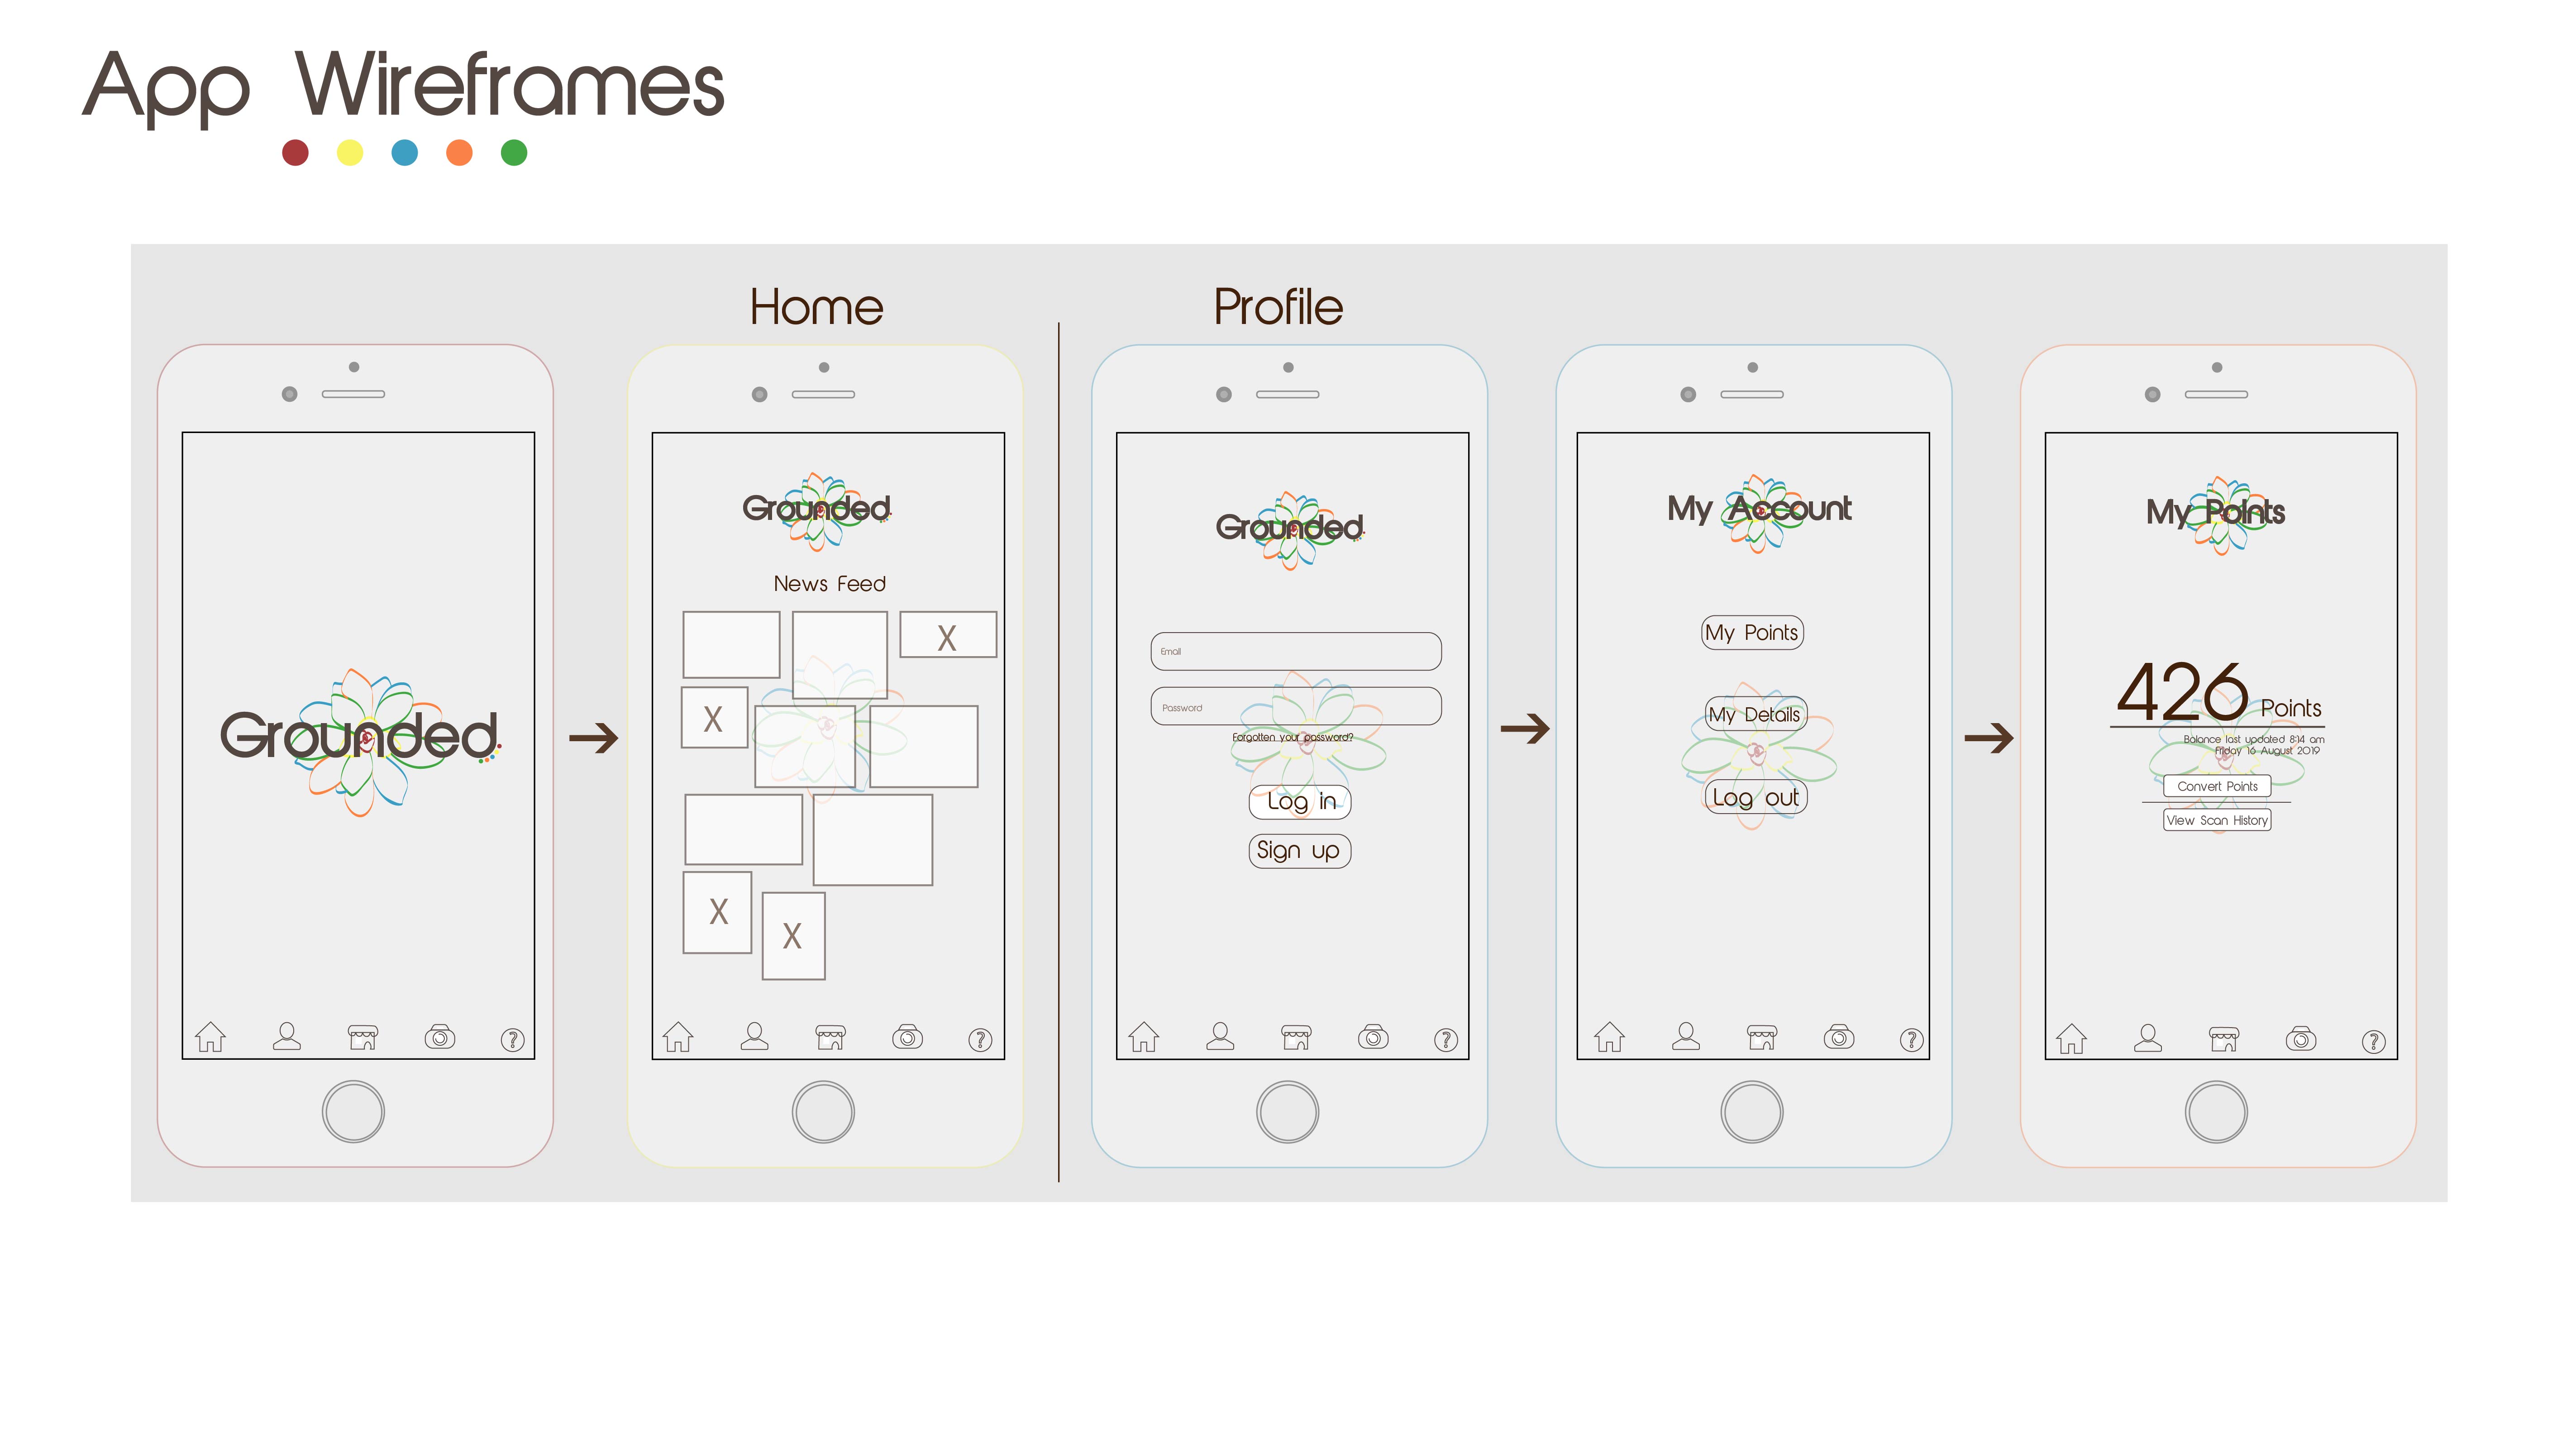 App Wireframes
Home
Profile
Grounded.
?
Grounded.
News Feed
X
X
X
X
?
Grounded.
Email
Password
Forgotten your password?
Log in
Sign up
?
My Account
My Points
My Details
Log out
?
My Points
426 Points
Balance last updated 8:14 am
Friday 16 August 2019
Convert Points
View Scan History
?